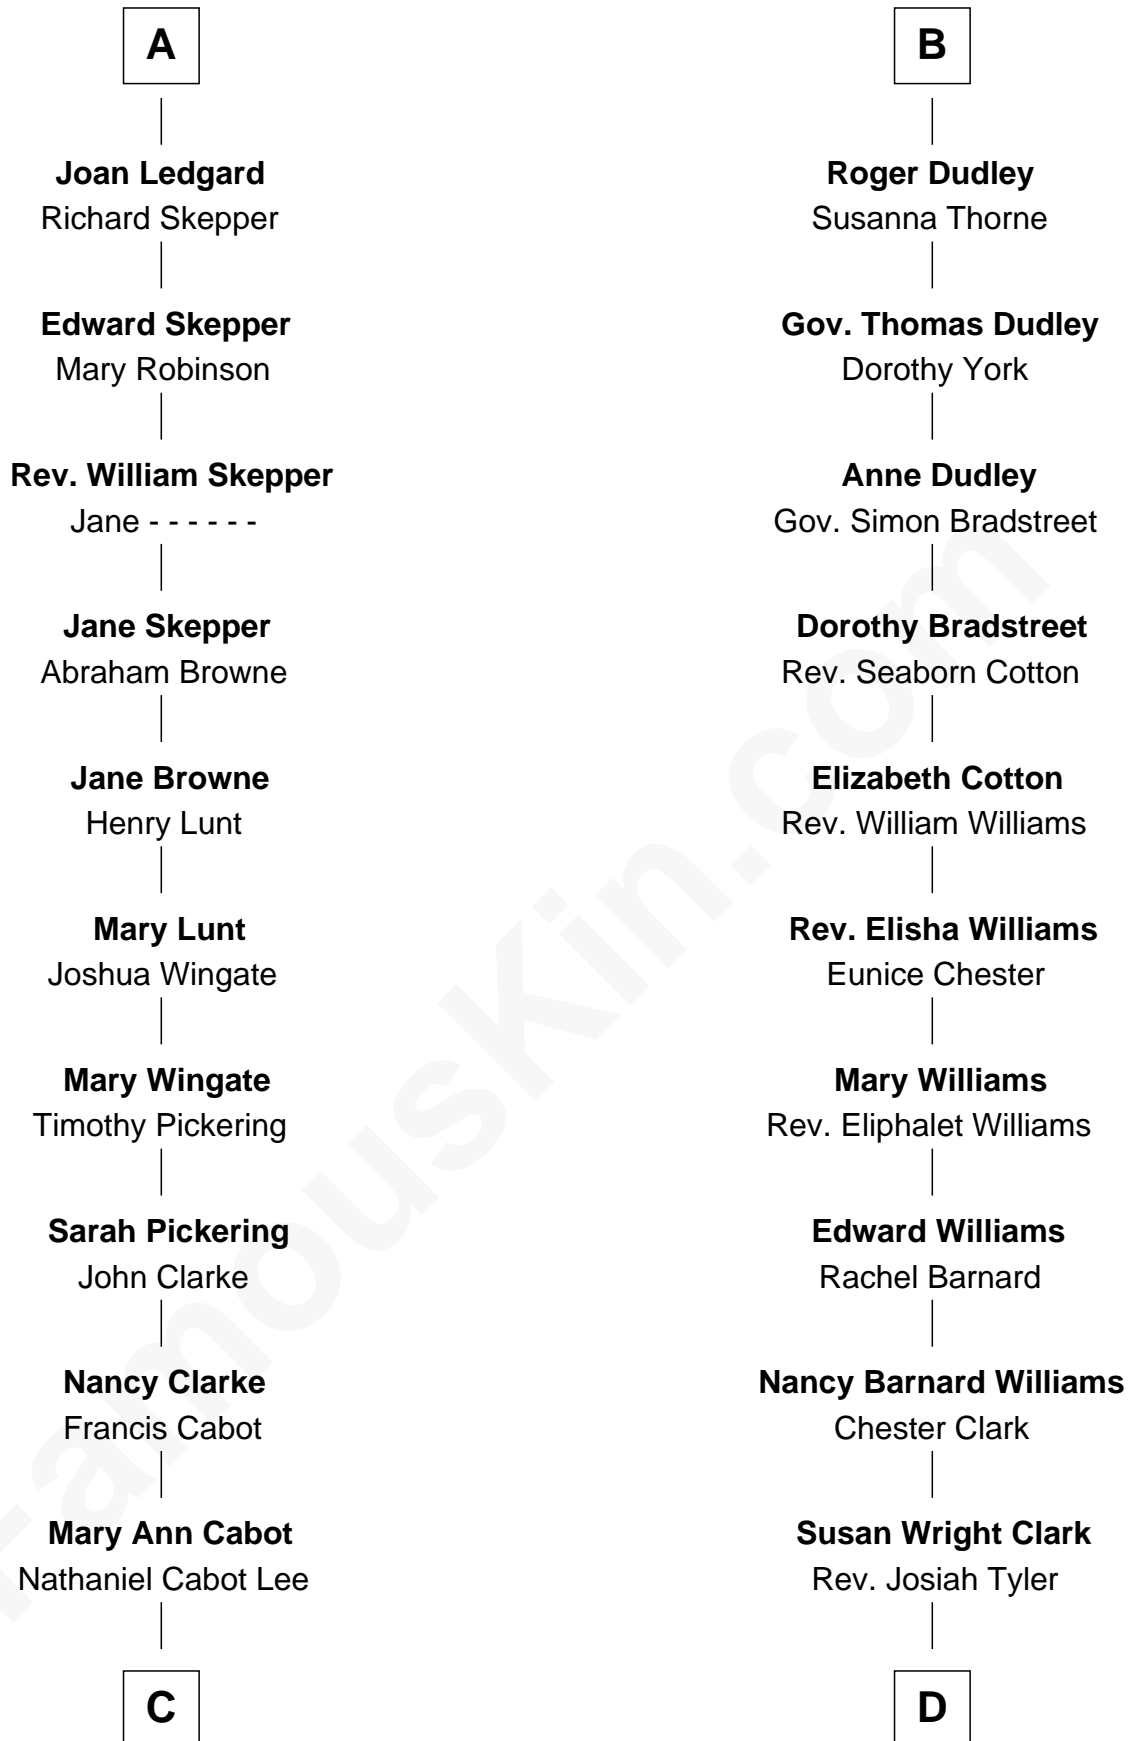 A
Joan Ledgard
Richard Skepper
Edward Skepper
Mary Robinson
Rev. William Skepper
Jane - - - - - -
Jane Skepper
Abraham Browne
Jane Browne
Henry Lunt
Mary Lunt
Joshua Wingate
Mary Wingate
Timothy Pickering
Sarah Pickering
John Clarke
Nancy Clarke
Francis Cabot
Mary Ann Cabot
Nathaniel Cabot Lee
C
B
Roger Dudley
Susanna Thorne
Gov. Thomas Dudley
Dorothy York
Anne Dudley
Gov. Simon Bradstreet
Dorothy Bradstreet
Rev. Seaborn Cotton
Elizabeth Cotton
Rev. William Williams
Rev. Elisha Williams
Eunice Chester
Mary Williams
Rev. Eliphalet Williams
Edward Williams
Rachel Barnard
Nancy Barnard Williams
Chester Clark
Susan Wright Clark
Rev. Josiah Tyler
D
FamousKin.com